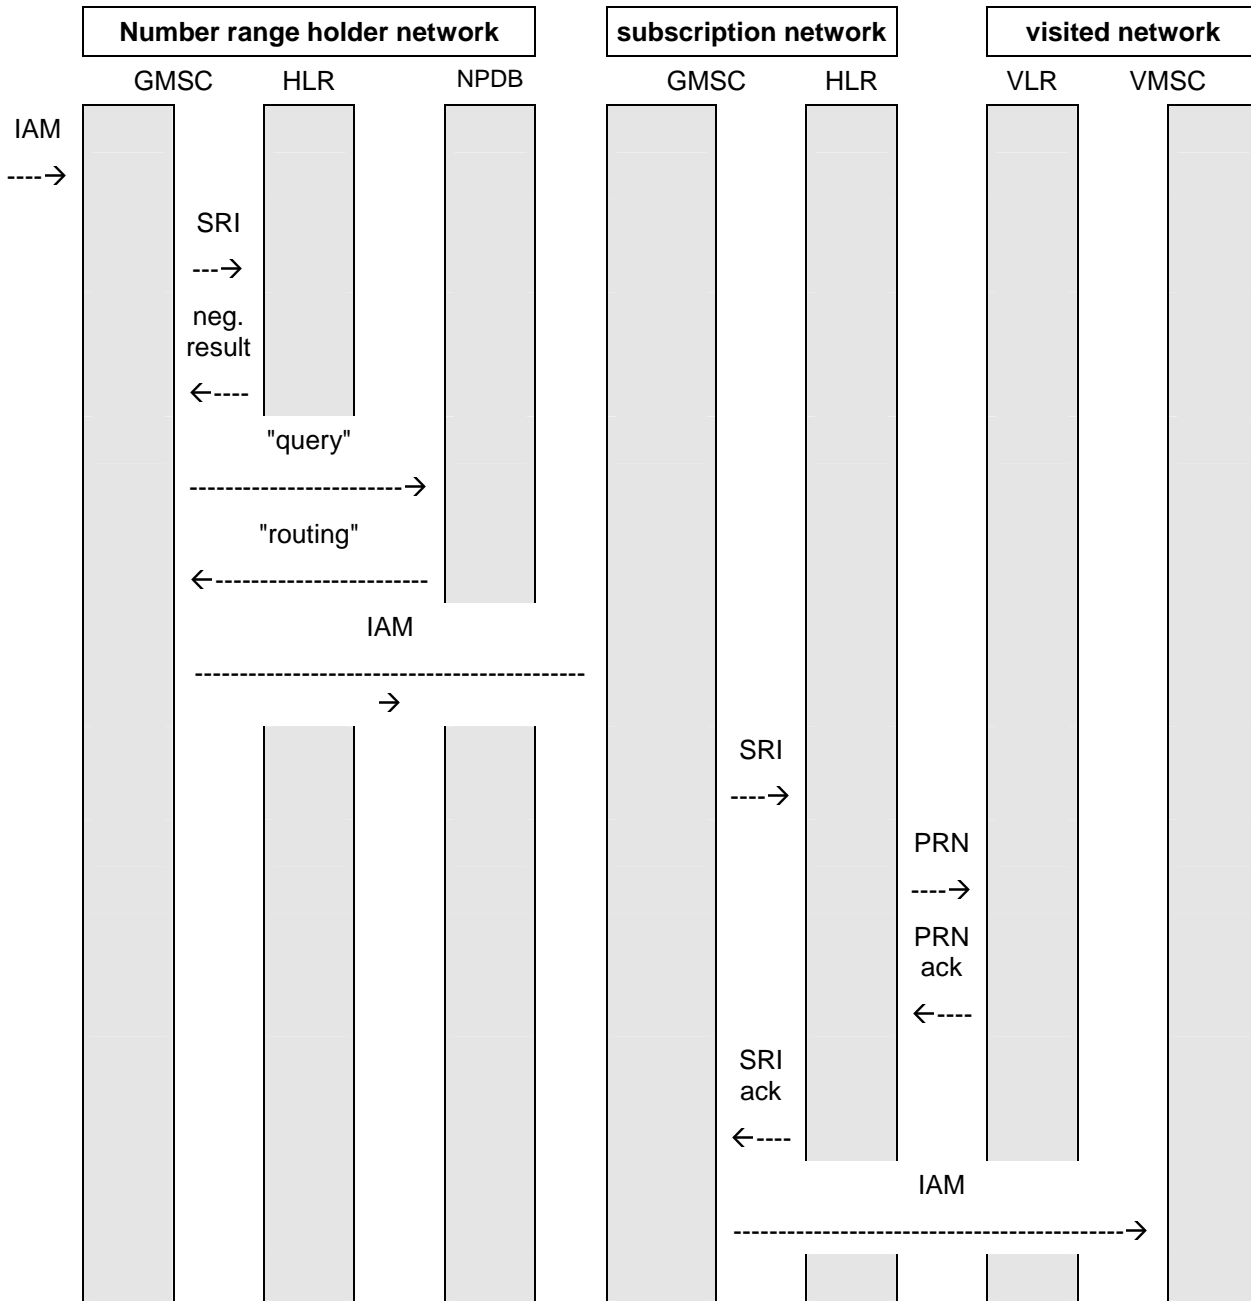 Number range holder network subscription network visited network
GMSC HLR NPDB GMSC HLR VLR VMSC
IAM
---->
SRI
--->
neg.
result
<----
"query"
------------------------>
"routing"
<------------------------
IAM
--------------------------------------------
>
SRI
---->
PRN
---->
PRN
ack
<----
SRI
ack
<----
IAM
-------------------------------------------->